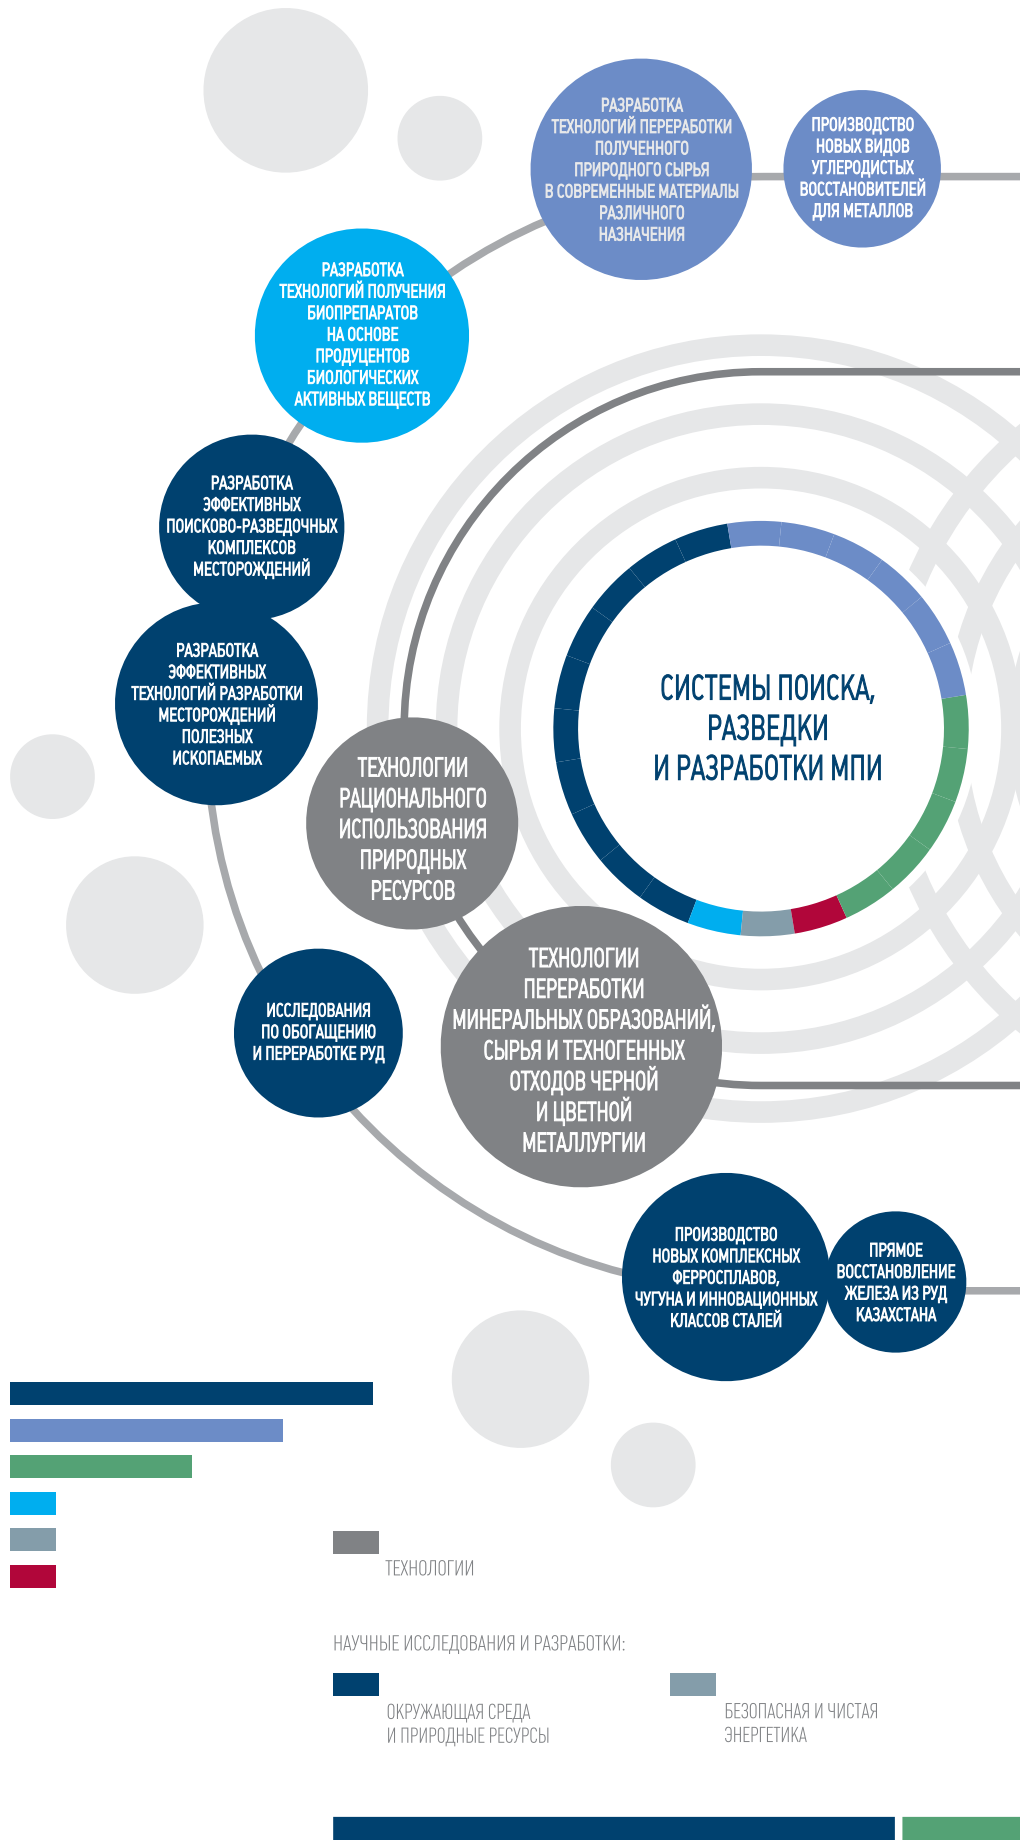 РАЗРАБОТКА
ТЕХНОЛОГИЙ ПЕРЕРАБОТКИ
ПОЛУЧЕННОГО
ПРИРОДНОГО СЫРЬЯ
В СОВРЕМЕННЫЕ МАТЕРИАЛЫ
РАЗЛИЧНОГО
НАЗНАЧЕНИЯ
ПРОИЗВОДСТВО
НОВЫХ ВИДОВ
УГЛЕРОДИСТЫХ
ВОССТАНОВИТЕЛЕЙ
ДЛЯ МЕТАЛЛОВ
РАЗРАБОТКА
ТЕХНОЛОГИЙ ПОЛУЧЕНИЯ
БИОПРЕПАРАТОВ
НА ОСНОВЕ
ПРОДУЦЕНТОВ
БИОЛОГИЧЕСКИХ
АКТИВНЫХ ВЕЩЕСТВ
РАЗРАБОТКА
ЭФФЕКТИВНЫХ
ПОИСКОВО-РАЗВЕДОЧНЫХ
КОМПЛЕКСОВ
МЕСТОРОЖДЕНИЙ
РАЗРАБОТКА
ЭФФЕКТИВНЫХ
ТЕХНОЛОГИЙ РАЗРАБОТКИ
МЕСТОРОЖДЕНИЙ
ПОЛЕЗНЫХ
ИСКОПАЕМЫХ
СИСТЕМЫ ПОИСКА,
РАЗВЕДКИ
И РАЗРАБОТКИ МПИ
ТЕХНОЛОГИИ
РАЦИОНАЛЬНОГО
ИСПОЛЬЗОВАНИЯ
ПРИРОДНЫХ
РЕСУРСОВ
ТЕХНОЛОГИИ
ПЕРЕРАБОТКИ
МИНЕРАЛЬНЫХ ОБРАЗОВАНИЙ,
СЫРЬЯ И ТЕХНОГЕННЫХ
ОТХОДОВ ЧЕРНОЙ
И ЦВЕТНОЙ
МЕТАЛЛУРГИИ
ИССЛЕДОВАНИЯ
ПО ОБОГАЩЕНИЮ
И ПЕРЕРАБОТКЕ РУД
ПРОИЗВОДСТВО
НОВЫХ КОМПЛЕКСНЫХ
ФЕРРОСПЛАВОВ,
ЧУГУНА И ИННОВАЦИОННЫХ
КЛАССОВ СТАЛЕЙ
ПРЯМОЕ
ВОССТАНОВЛЕНИЕ
ЖЕЛЕЗА ИЗ РУД
КАЗАХСТАНА
ТЕХНОЛОГИИ
НАУЧНЫЕ ИССЛЕДОВАНИЯ И РАЗРАБОТКИ:
ОКРУЖАЮЩАЯ СРЕДА
И ПРИРОДНЫЕ РЕСУРСЫ
БЕЗОПАСНАЯ И ЧИСТАЯ
ЭНЕРГЕТИКА